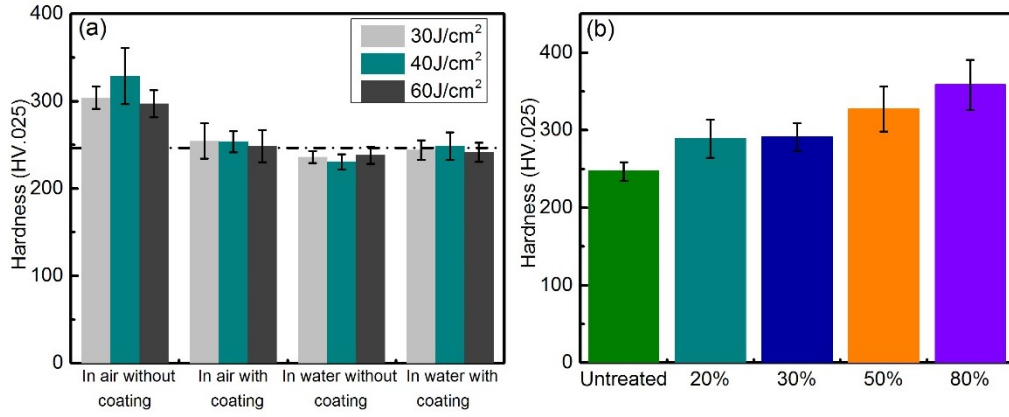 (a)
30J/cm²
40J/cm²
60J/cm²
Hardness (HV.025)
400
300
200
100
0
In air without coating
In air with coating
In water without coating
In water with coating
(b)
Hardness (HV.025)
400
300
200
100
0
Untreated
20%
30%
50%
80%